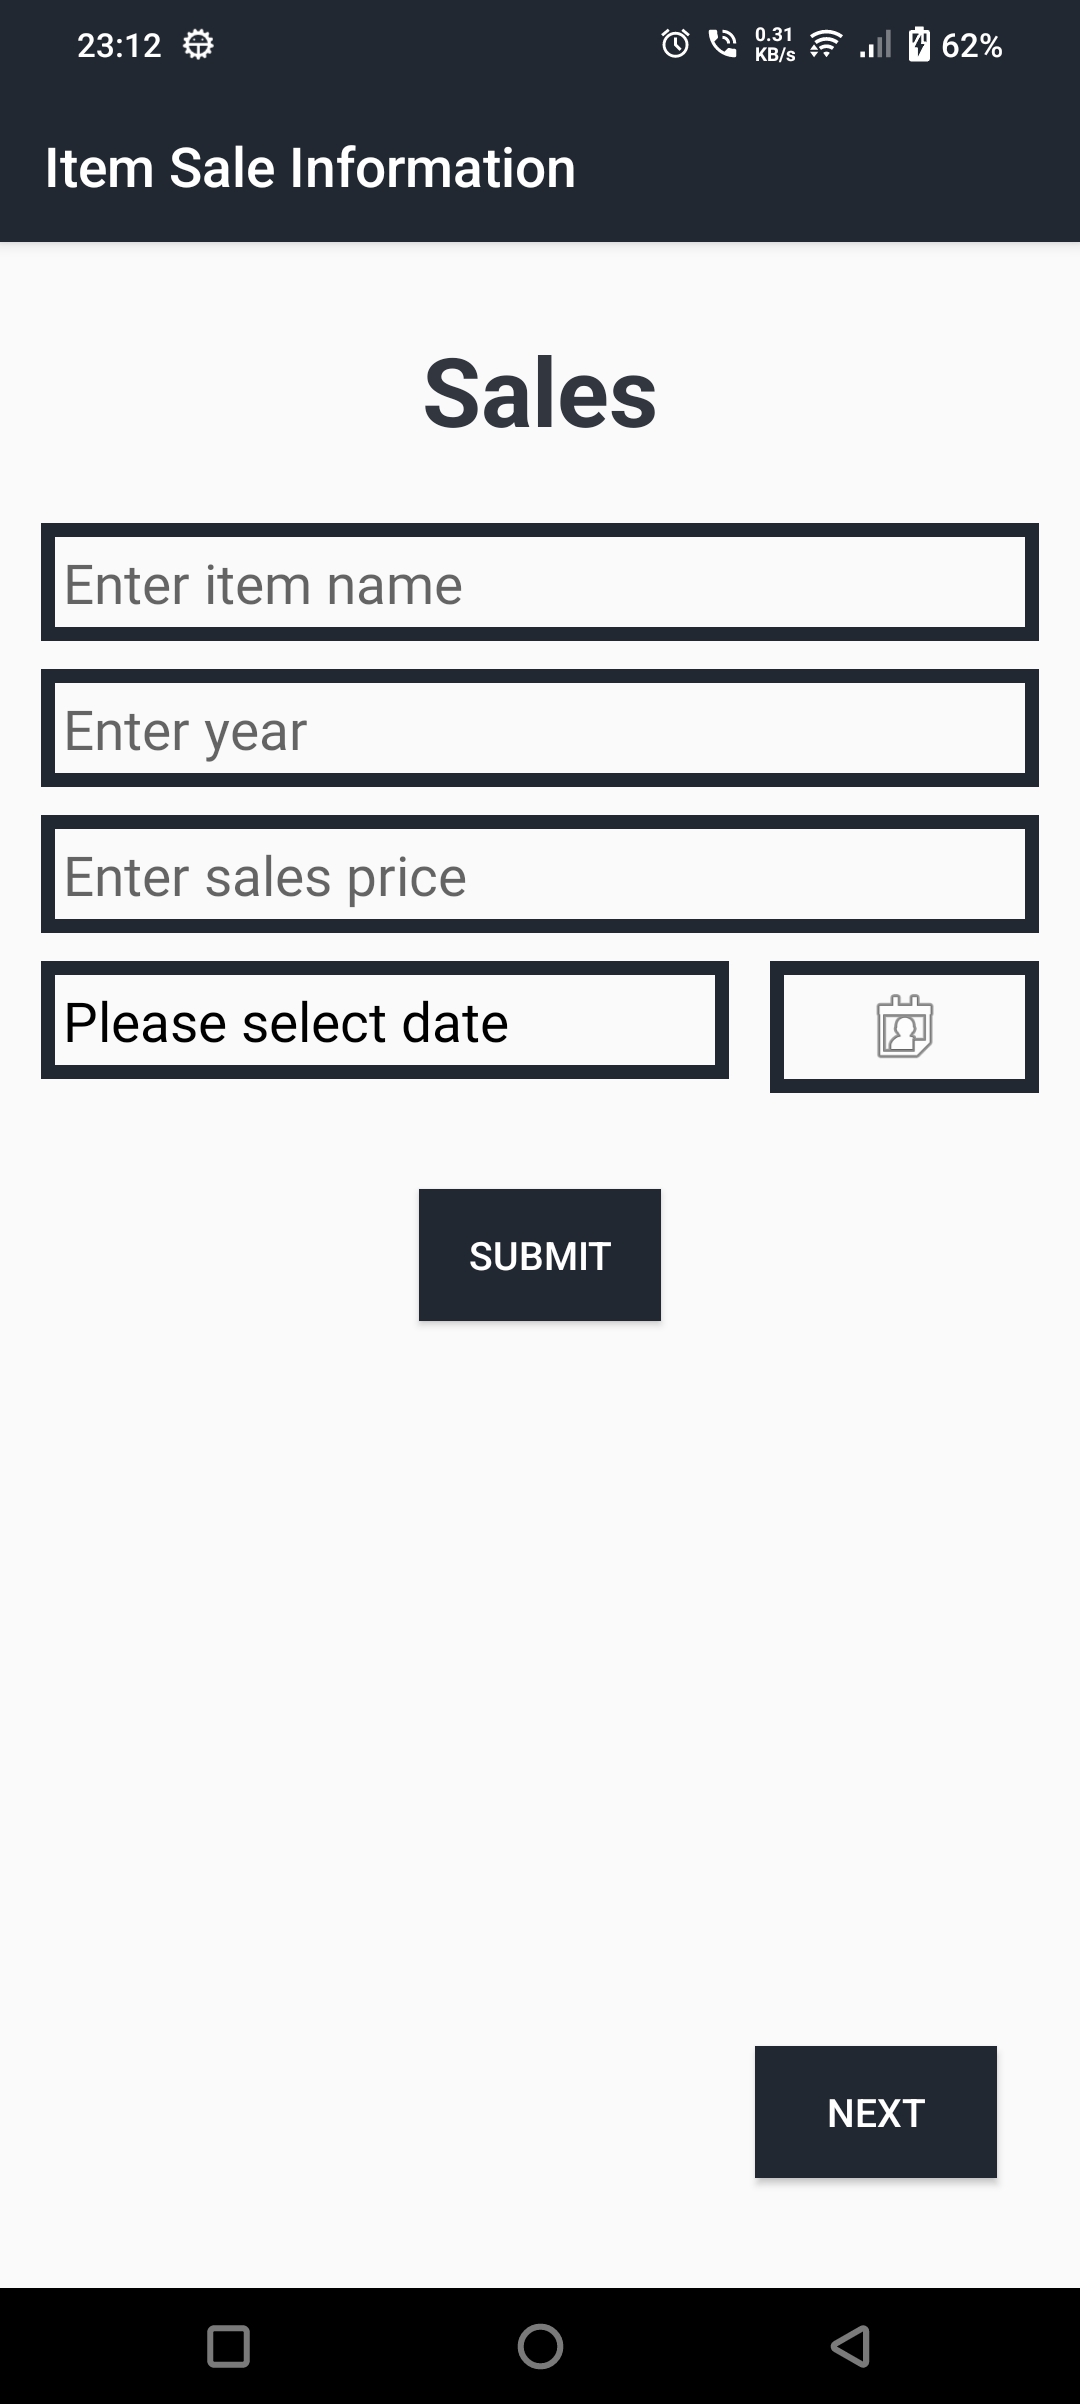 23:12 0.31 KB/s 62%
Item Sale Information
Sales
Enter item name
Enter year
Enter sales price
Please select date
SUBMIT
NEXT